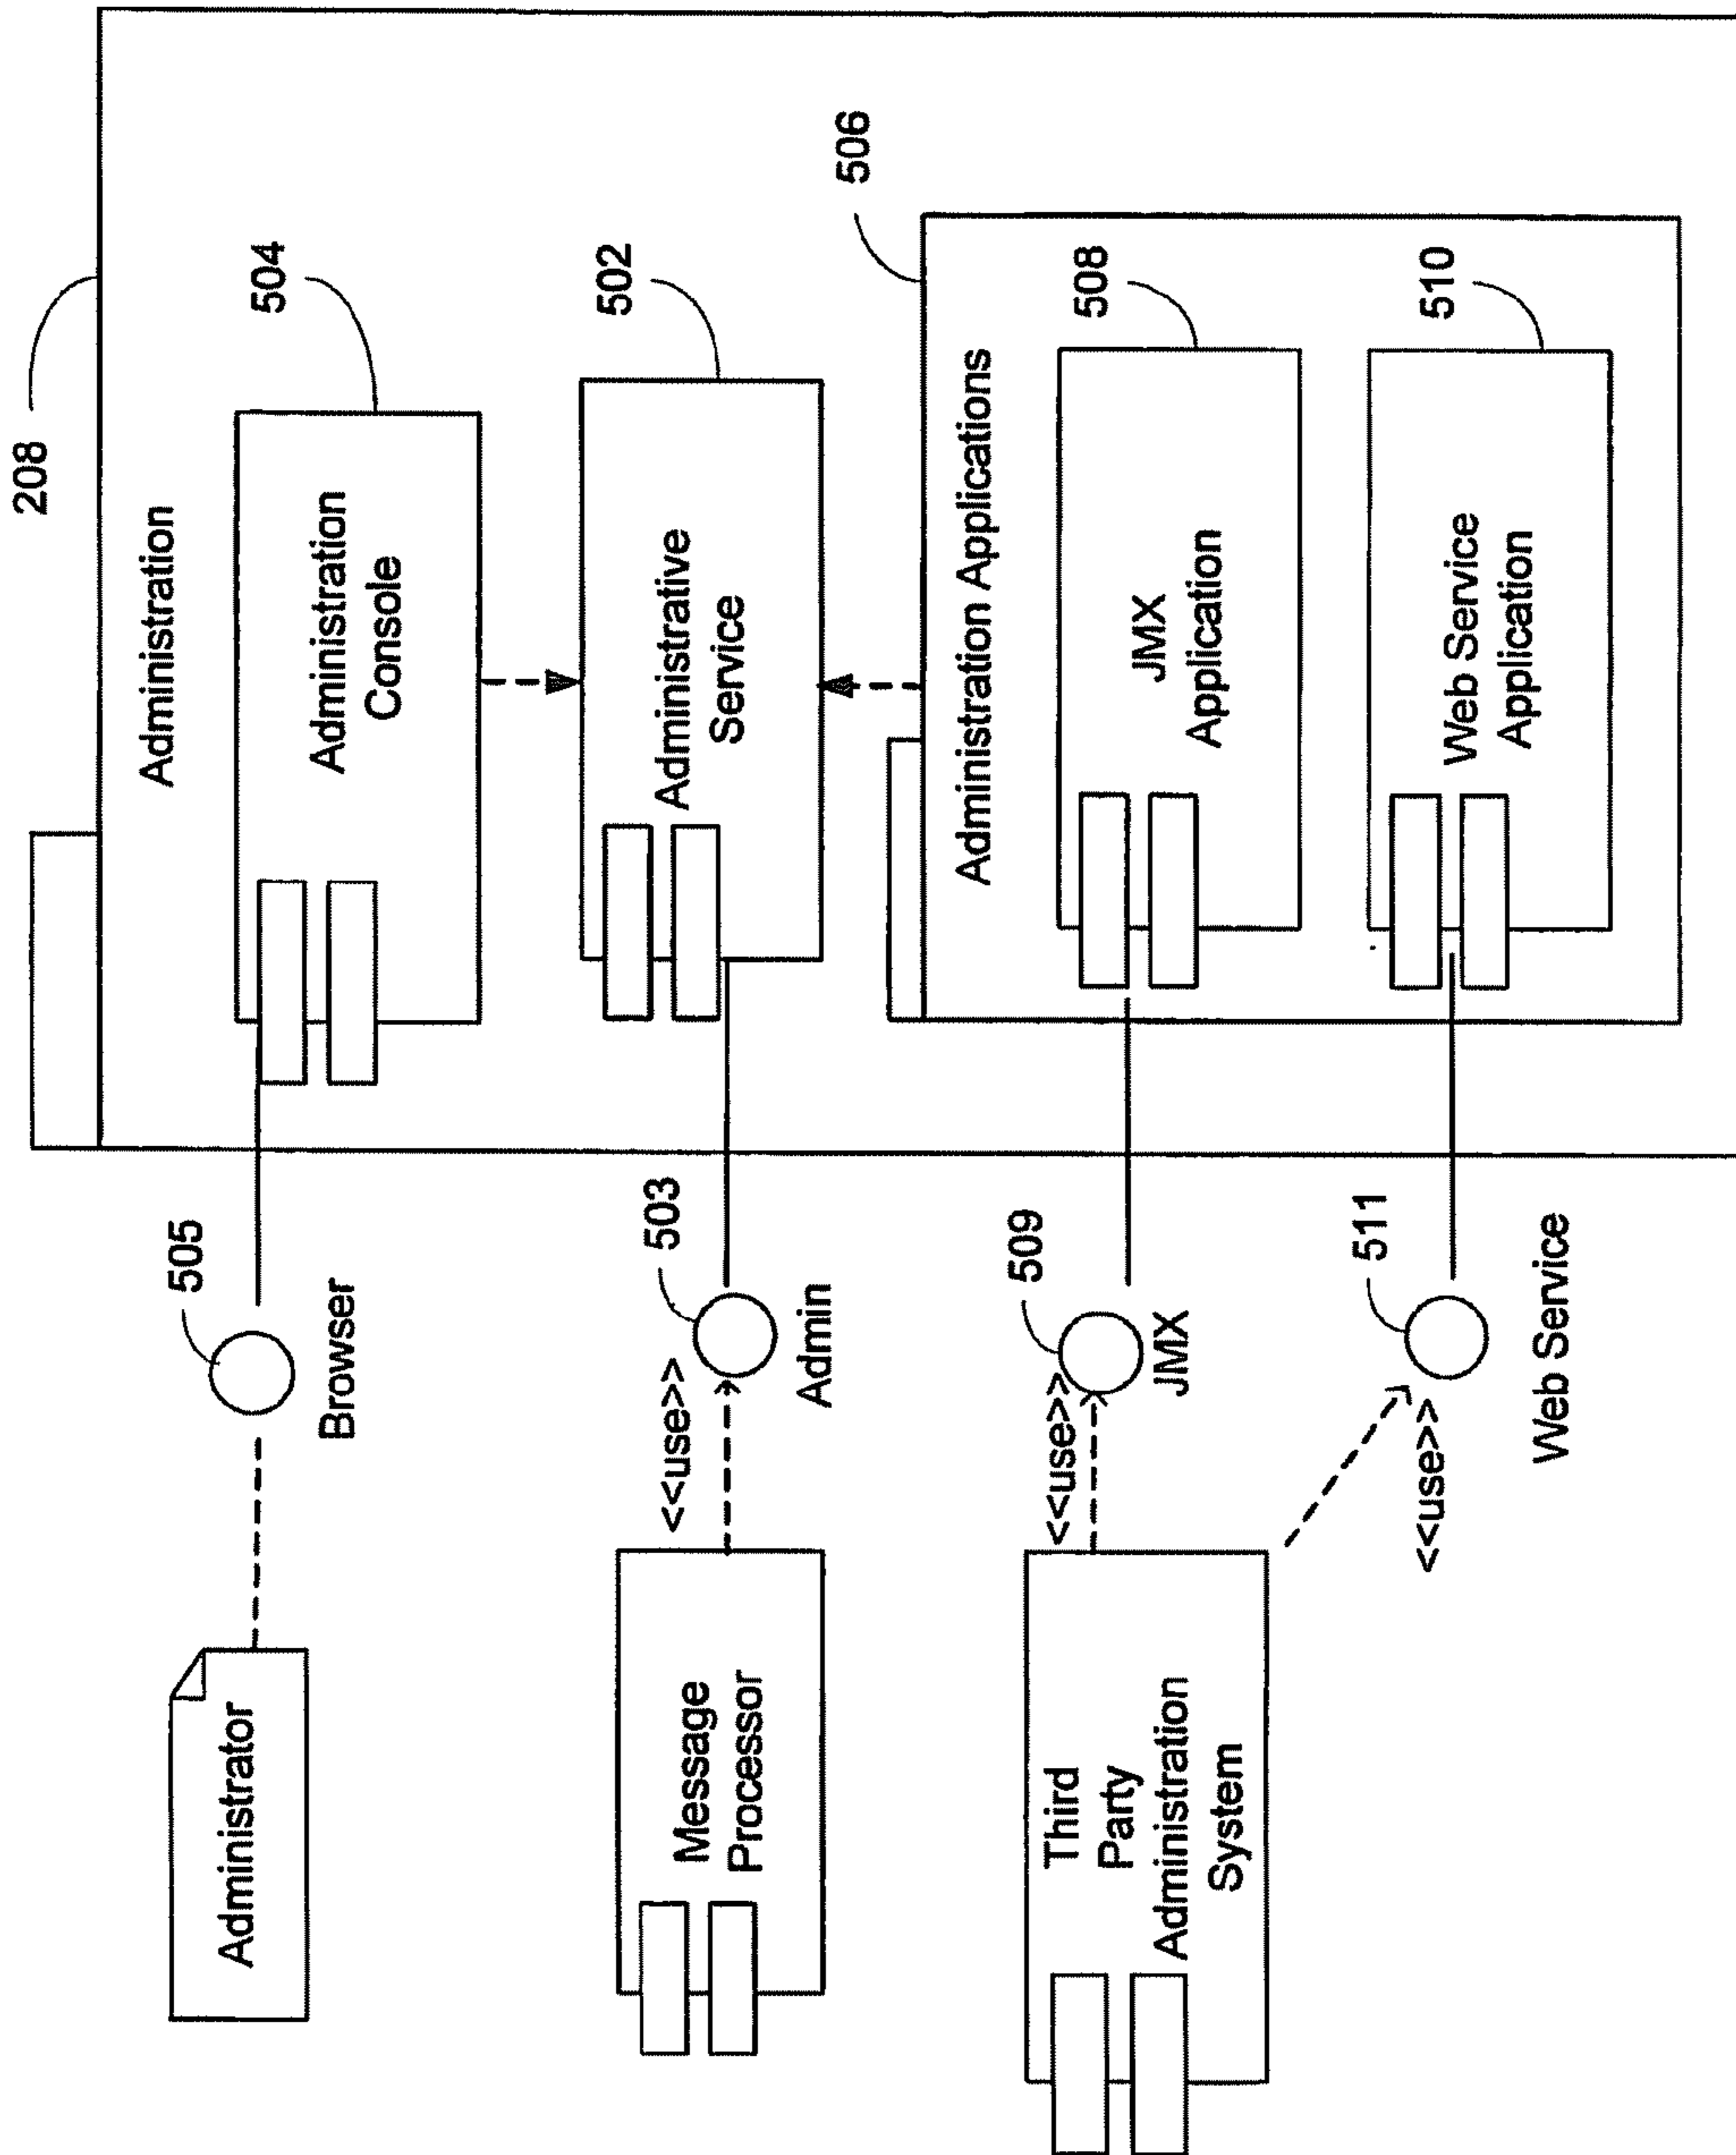 208
Administration
504
Administration
Console
502
Administrative
Service
506
Administration Applications
508
JMX
Application
510
Web Service
Application
505
Browser
503
<<use>>
Admin
509
<<use>>
JMX
511
<<use>>
Web Service
Administrator
Message
Processor
Third
Party
Administration
System